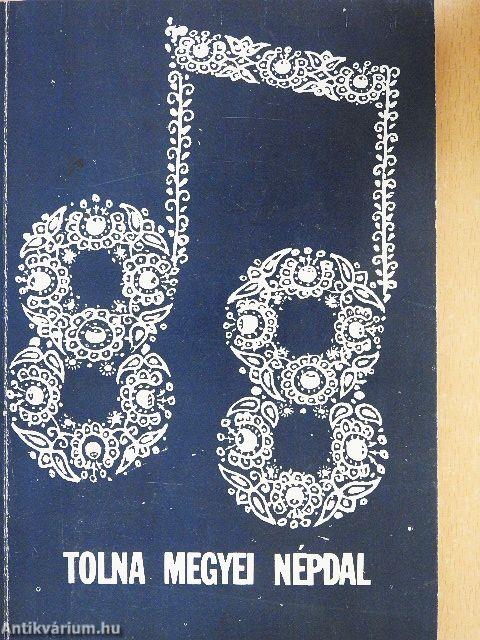 88
TOLNA MEGYEI NÉPDAL
Antikvárium.hu